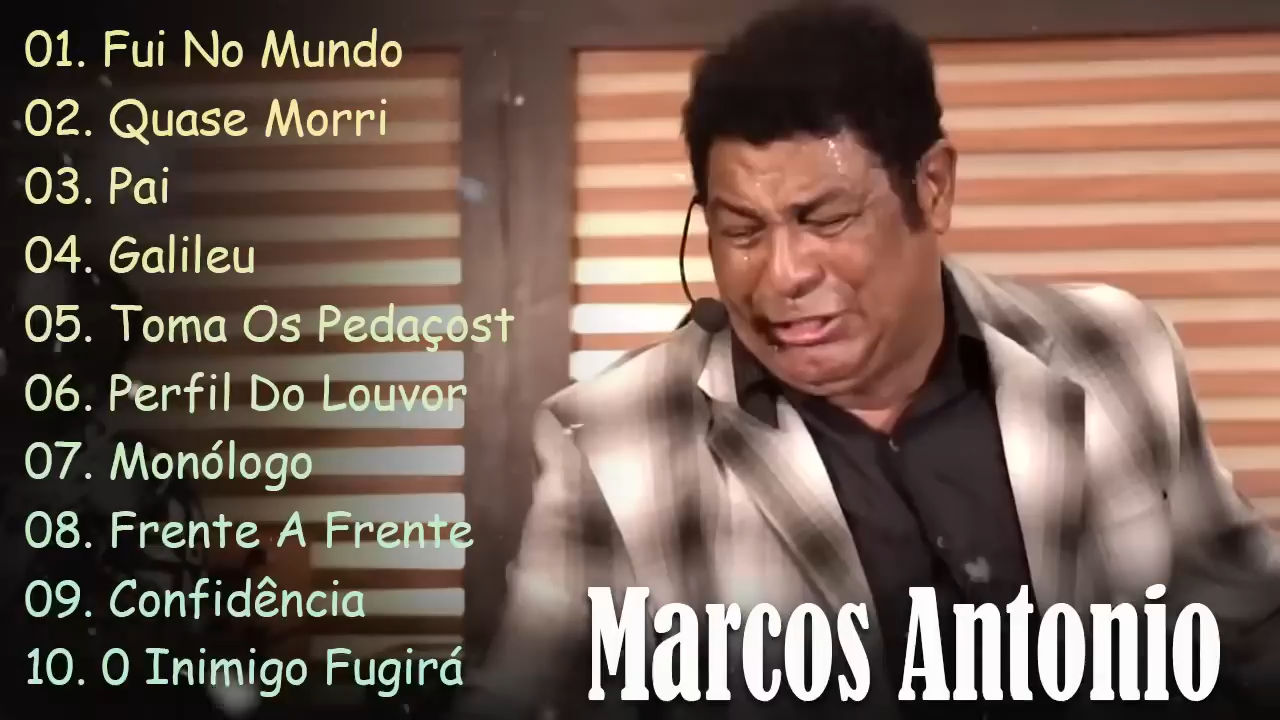 01. Fui No Mundo
02. Quase Morri
03. Pai
04. Galileu
05. Toma Os Pedaçost
06. Perfil Do Louvor
07. Monólogo
08. Frente A Frente
09. Confidência
10. O Inimigo Fugirá
Marcos Antonio